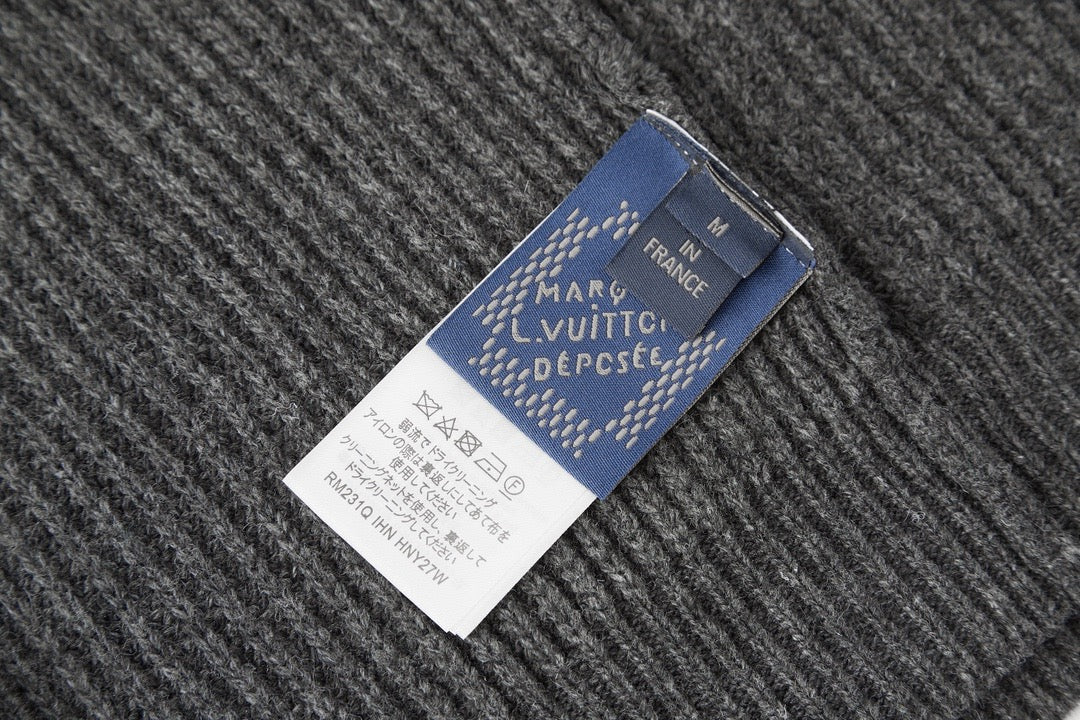 M
IN
FRANCE
MARQ
L.VUITTO
DÉPOSÉE
弱流でドライクリーニング
アイロンの際は裏返しにしてあて布を
使用してください
クリーニングネットを使用し、裏返して
ドライクリーニングしてください
RM231Q IHN HNY27W